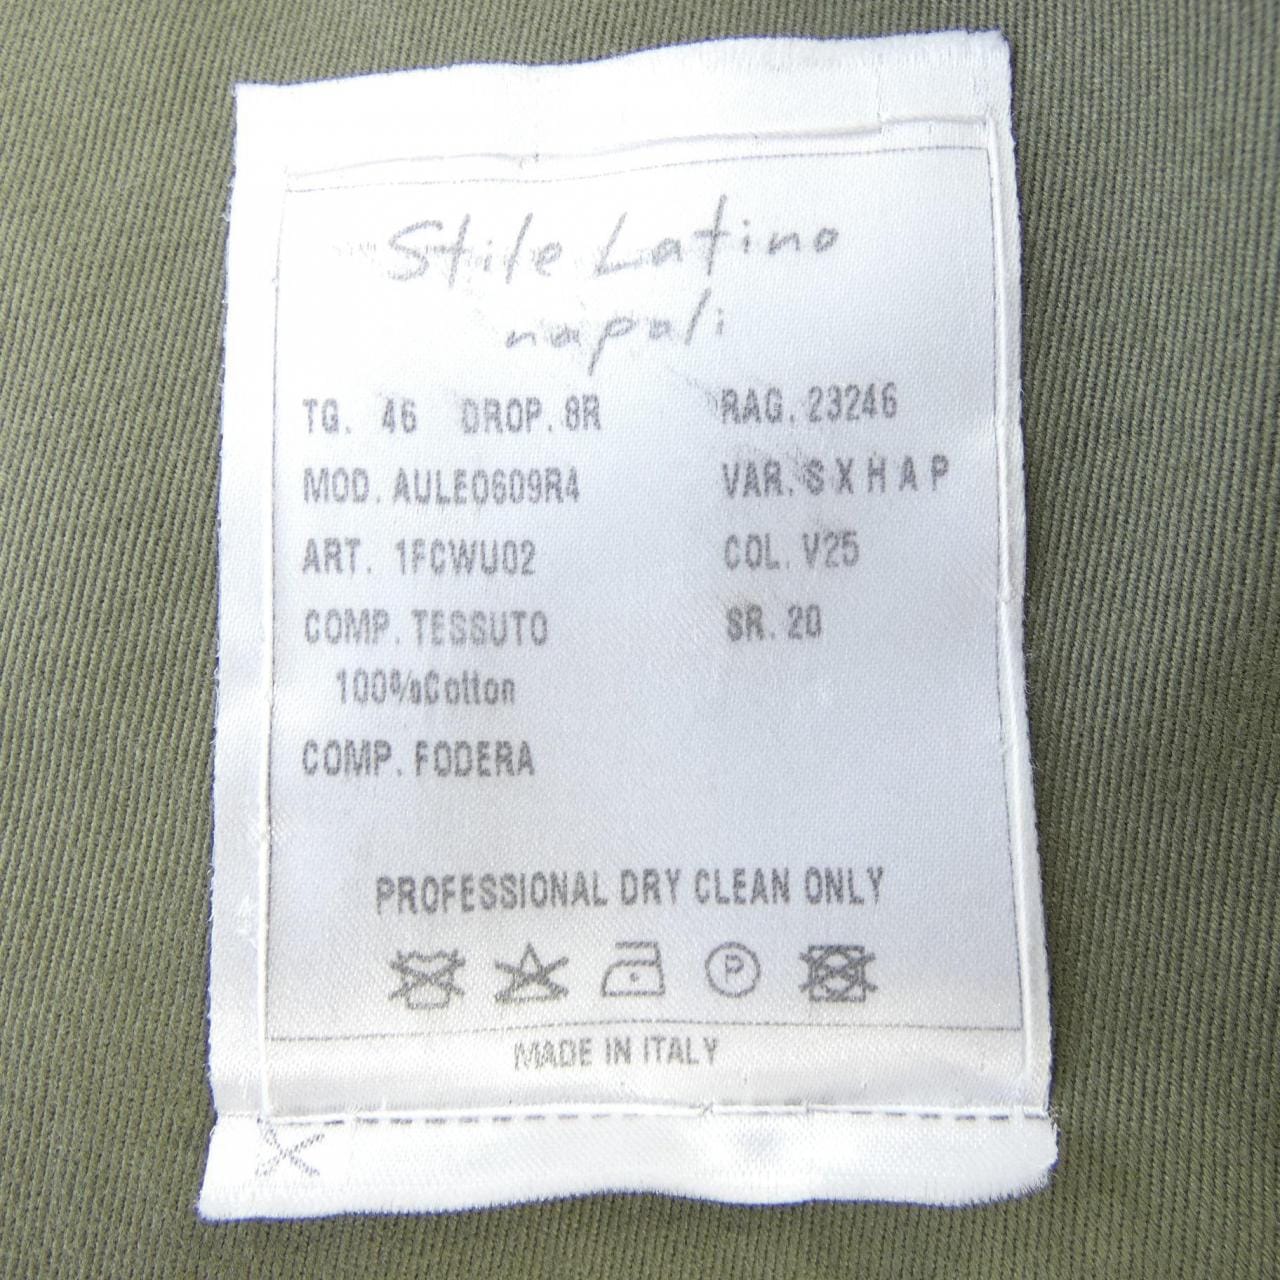 Stile Latino
napoli
TG. 46 DROP. 8R RAG. 23246
MOD. AULE0609R4 VAR. S X H A P
ART. 1FCWU02 COL. V25
COMP. TESSUTO SR. 20
100%Cotton
COMP. FODERA
PROFESSIONAL DRY CLEAN ONLY
P
MADE IN ITALY